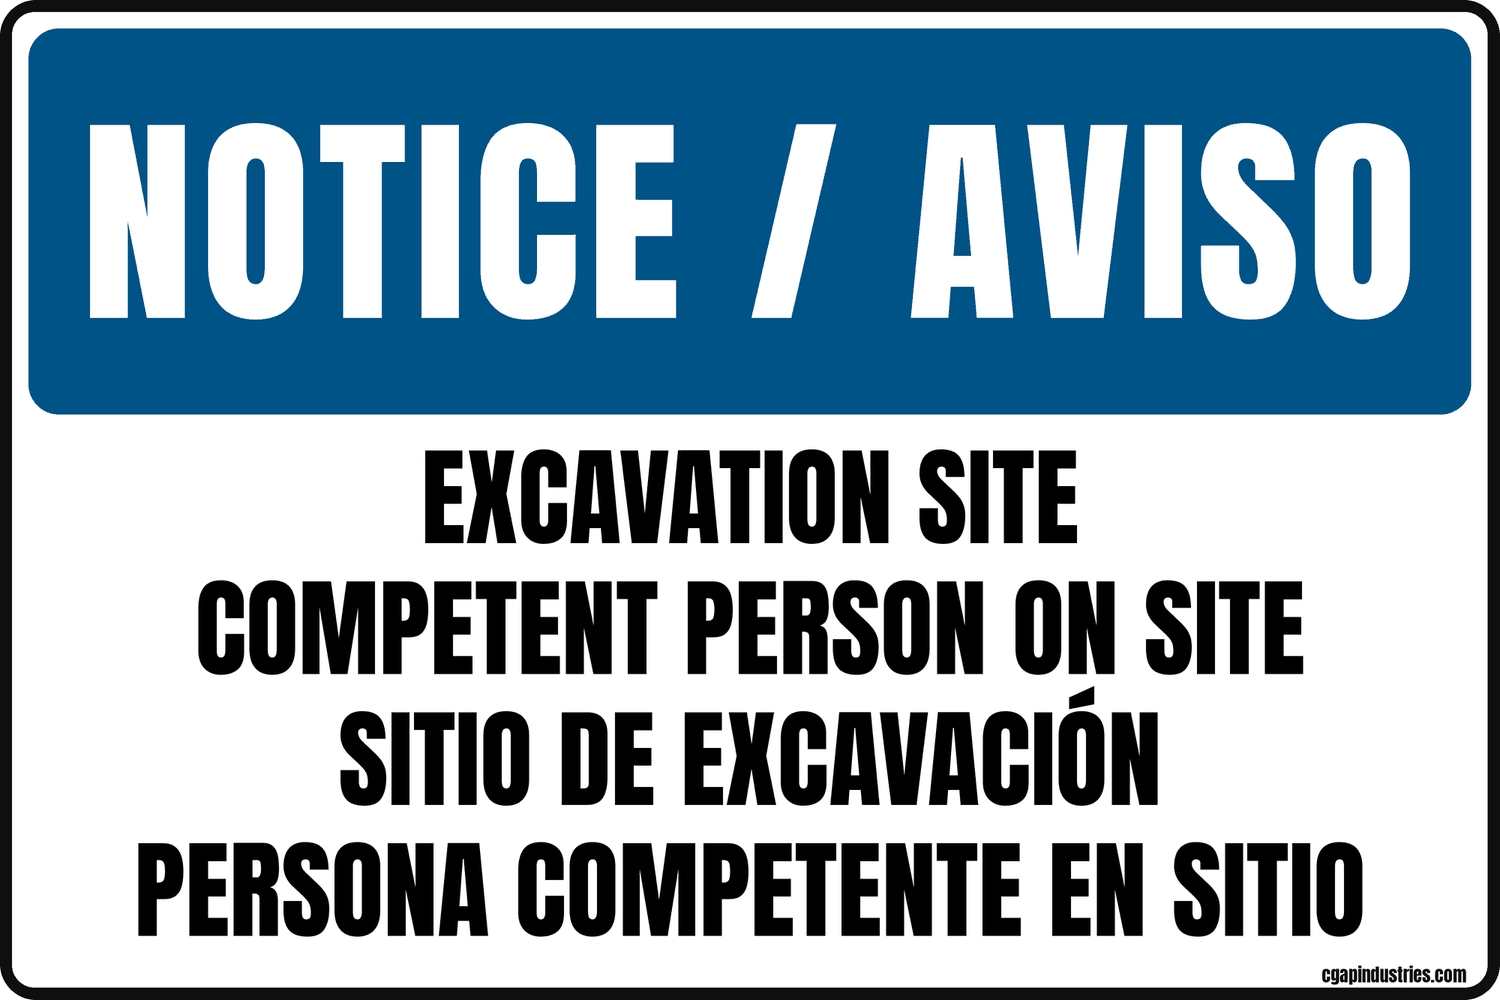 NOTICE / AVISO
EXCAVATION SITE
COMPETENT PERSON ON SITE
SITIO DE EXCAVACIÓN
PERSONA COMPETENTE EN SITIO
cgapindustries.com